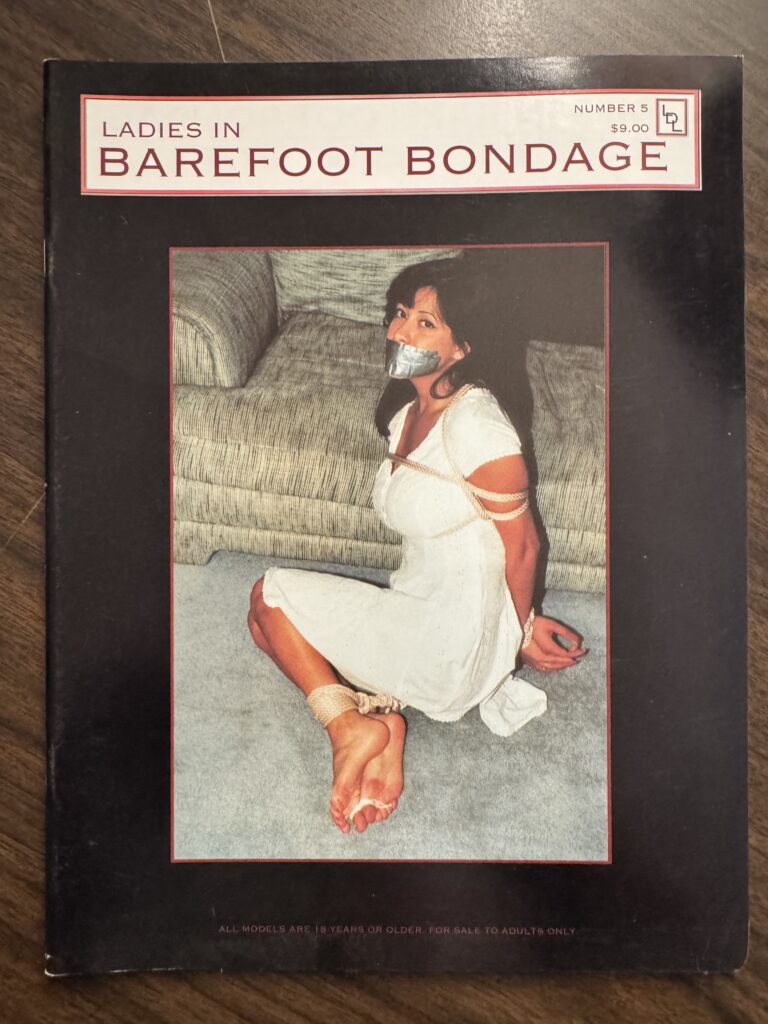 NUMBER 5
$9.00
LDL
LADIES IN
BAREFOOT BONDAGE
ALL MODELS ARE 18 YEARS OR OLDER. FOR SALE TO ADULTS ONLY